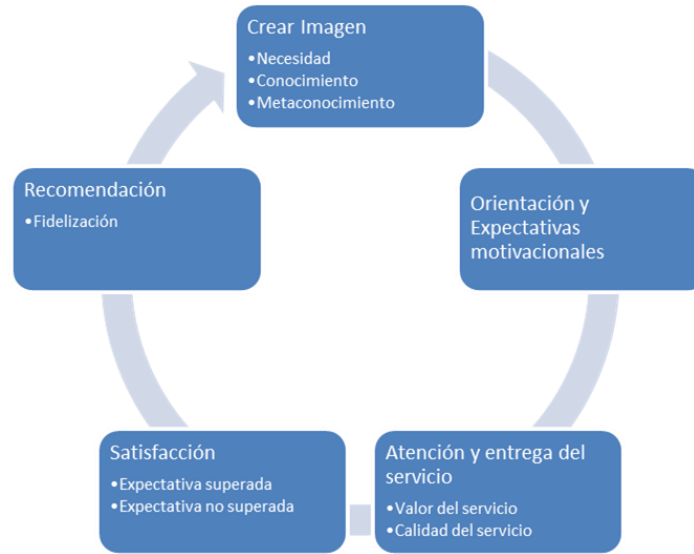 Crear Imagen
•Necesidad
•Conocimiento
•Metaconocimiento
Orientación y
Expectativas
motivacionales
Atención y entrega del
servicio
•Valor del servicio
•Calidad del servicio
Satisfacción
•Expectativa superada
•Expectativa no superada
Recomendación
•Fidelización